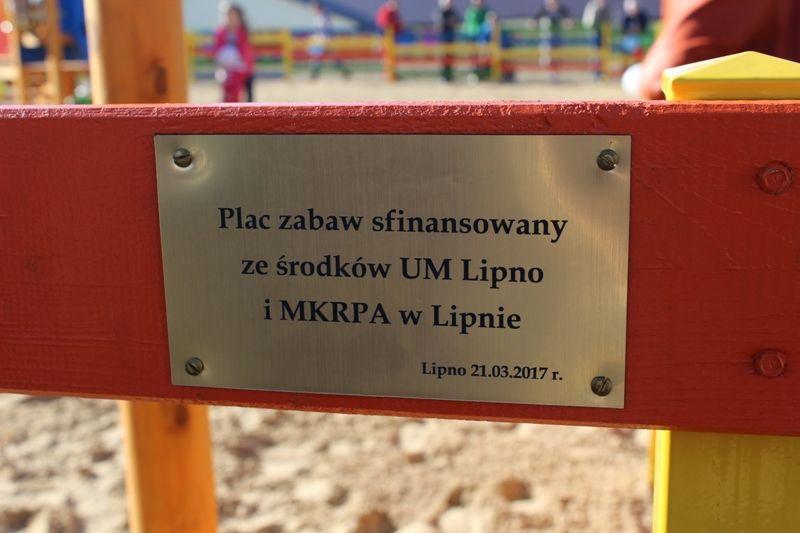 Plac zabaw sfinansowany
ze środków UM Lipno
i MKRPA w Lipnie
Lipno 21.03.2017 r.